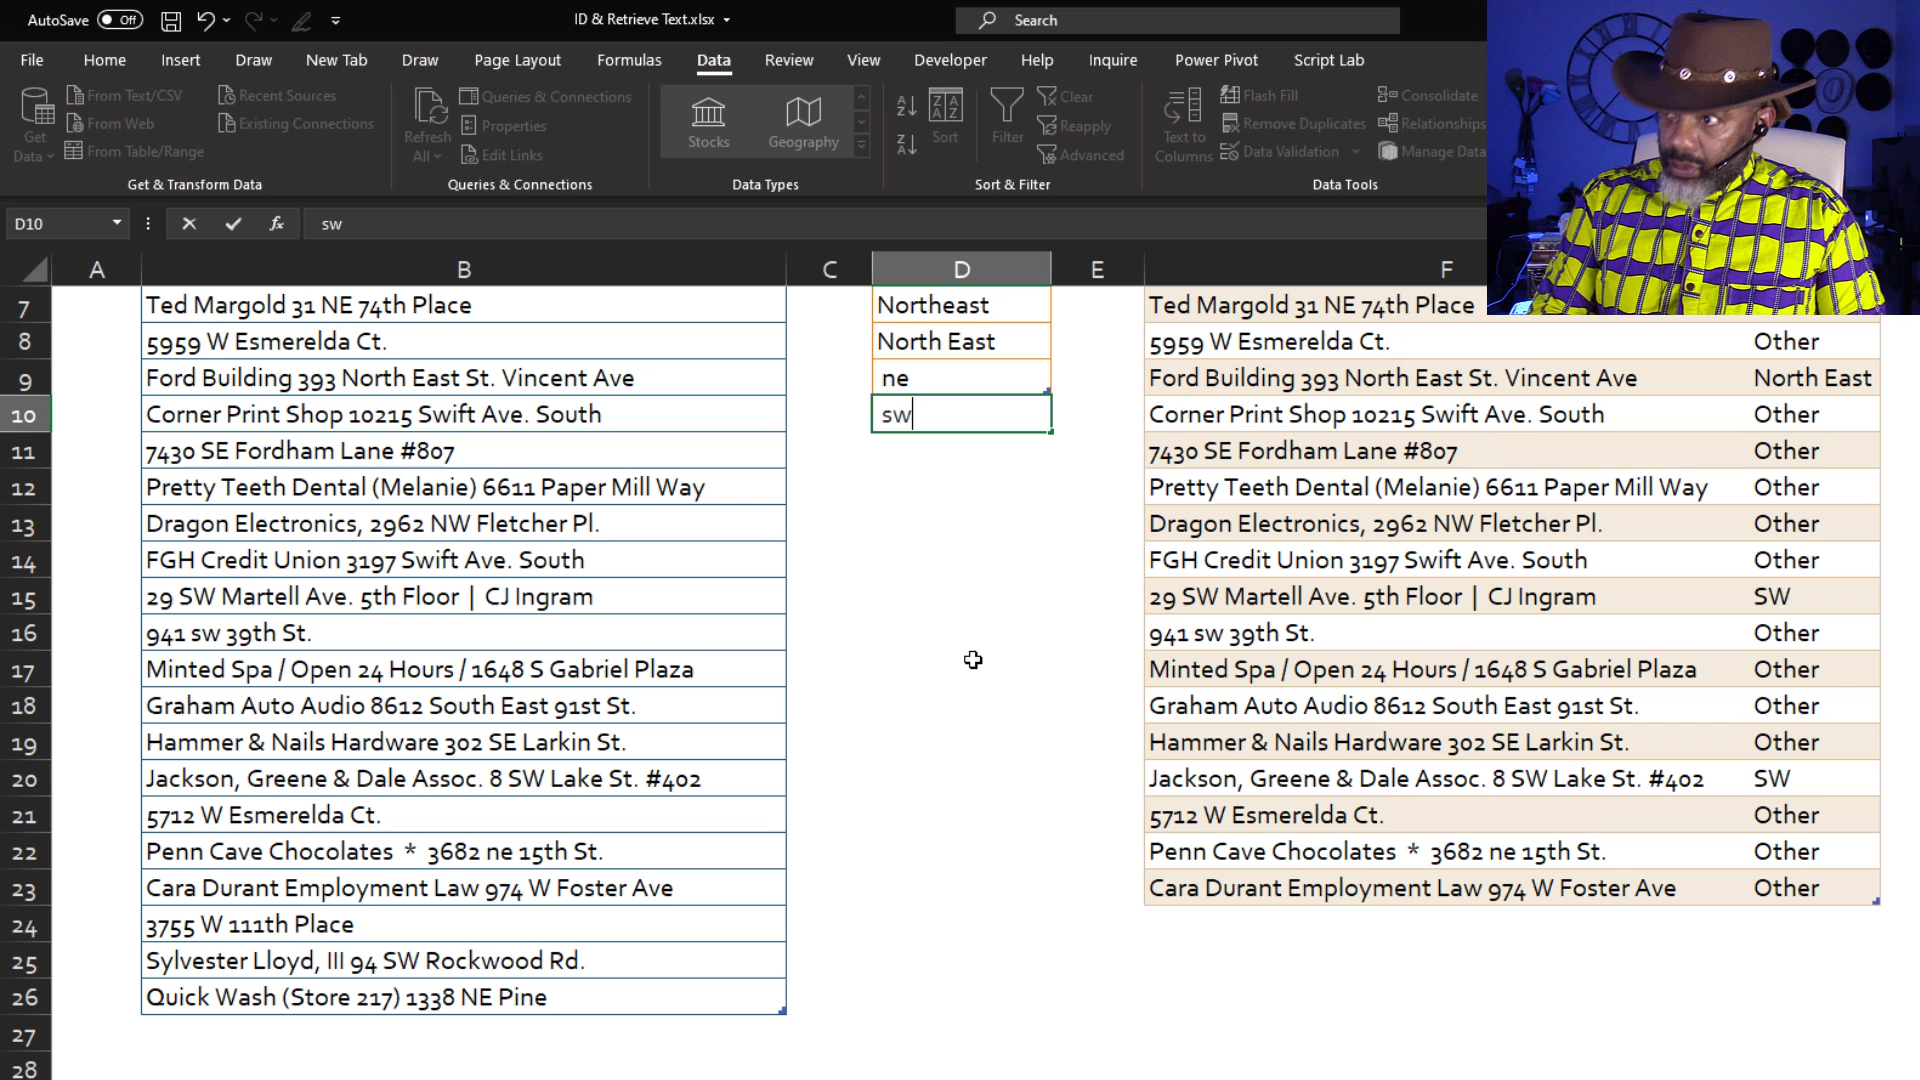 AutoSave Off ID & Retrieve Text.xlsx Search
File Home Insert Draw New Tab Draw Page Layout Formulas Data Review View Developer Help Inquire Power Pivot Script Lab
Get Data
From Text/CSV
From Web
From Table/Range
Recent Sources
Existing Connections
Get & Transform Data
Refresh All
Queries & Connections
Properties
Edit Links
Queries & Connections
Stocks Geography
Data Types
Sort
Filter
Clear
Reapply
Advanced
Sort & Filter
Text to Columns
Flash Fill
Remove Duplicates
Data Validation
Consolidate
Relationships
Manage Data
Data Tools
D10 fx sw
A B C D E F
7 Ted Margold 31 NE 74th Place Northeast Ted Margold 31 NE 74th Place
8 5959 W Esmerelda Ct. North East 5959 W Esmerelda Ct. Other
9 Ford Building 393 North East St. Vincent Ave ne Ford Building 393 North East St. Vincent Ave North East
10 Corner Print Shop 10215 Swift Ave. South sw Corner Print Shop 10215 Swift Ave. South Other
11 7430 SE Fordham Lane #807 7430 SE Fordham Lane #807 Other
12 Pretty Teeth Dental (Melanie) 6611 Paper Mill Way Pretty Teeth Dental (Melanie) 6611 Paper Mill Way Other
13 Dragon Electronics, 2962 NW Fletcher Pl. Dragon Electronics, 2962 NW Fletcher Pl. Other
14 FGH Credit Union 3197 Swift Ave. South FGH Credit Union 3197 Swift Ave. South Other
15 29 SW Martell Ave. 5th Floor | CJ Ingram 29 SW Martell Ave. 5th Floor | CJ Ingram SW
16 941 sw 39th St. 941 sw 39th St. Other
17 Minted Spa / Open 24 Hours / 1648 S Gabriel Plaza Minted Spa / Open 24 Hours / 1648 S Gabriel Plaza Other
18 Graham Auto Audio 8612 South East 91st St. Graham Auto Audio 8612 South East 91st St. Other
19 Hammer & Nails Hardware 302 SE Larkin St. Hammer & Nails Hardware 302 SE Larkin St. Other
20 Jackson, Greene & Dale Assoc. 8 SW Lake St. #402 Jackson, Greene & Dale Assoc. 8 SW Lake St. #402 SW
21 5712 W Esmerelda Ct. 5712 W Esmerelda Ct. Other
22 Penn Cave Chocolates * 3682 ne 15th St. Penn Cave Chocolates * 3682 ne 15th St. Other
23 Cara Durant Employment Law 974 W Foster Ave Cara Durant Employment Law 974 W Foster Ave Other
24 3755 W 111th Place
25 Sylvester Lloyd, III 94 SW Rockwood Rd.
26 Quick Wash (Store 217) 1338 NE Pine
27
28